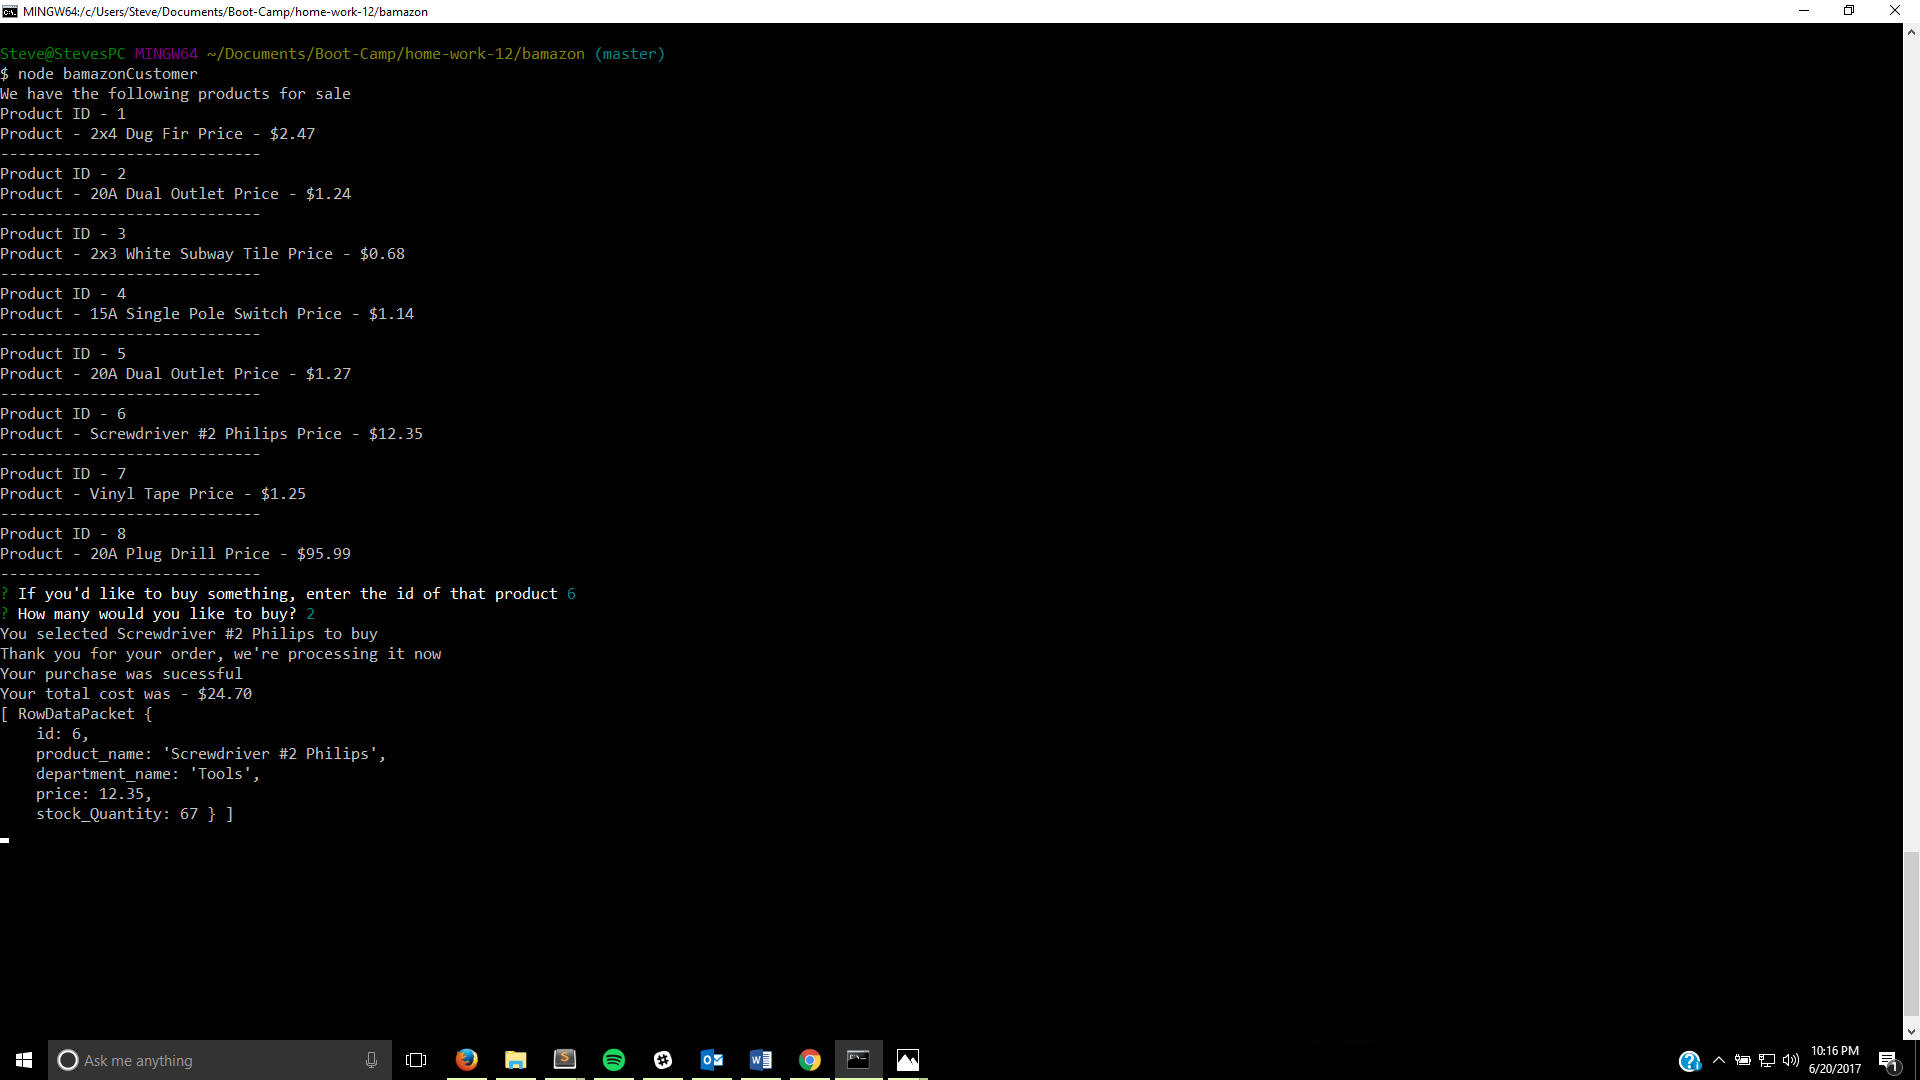 MINGW64:/c/Users/Steve/Documents/Boot-Camp/home-work-12/bamazon
Steve@StevesPC MINGW64 ~/Documents/Boot-Camp/home-work-12/bamazon (master)
$ node bamazonCustomer
We have the following products for sale
Product ID - 1
Product - 2x4 Dug Fir Price - $2.47
-----------------------------
Product ID - 2
Product - 20A Dual Outlet Price - $1.24
-----------------------------
Product ID - 3
Product - 2x3 White Subway Tile Price - $0.68
-----------------------------
Product ID - 4
Product - 15A Single Pole Switch Price - $1.14
-----------------------------
Product ID - 5
Product - 20A Dual Outlet Price - $1.27
-----------------------------
Product ID - 6
Product - Screwdriver #2 Philips Price - $12.35
-----------------------------
Product ID - 7
Product - Vinyl Tape Price - $1.25
-----------------------------
Product ID - 8
Product - 20A Plug Drill Price - $95.99
-----------------------------
? If you'd like to buy something, enter the id of that product 6
? How many would you like to buy? 2
You selected Screwdriver #2 Philips to buy
Thank you for your order, we're processing it now
Your purchase was sucessful
Your total cost was - $24.70
[ RowDataPacket {
    id: 6,
    product_name: 'Screwdriver #2 Philips',
    department_name: 'Tools',
    price: 12.35,
    stock_Quantity: 67 } ]
Ask me anything
10:16 PM
6/20/2017
1